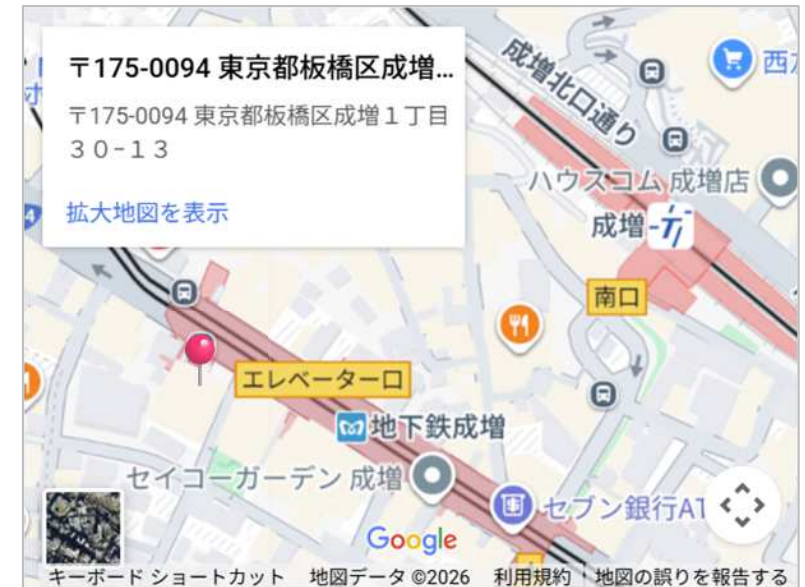 〒175-0094 東京都板橋区成増...
〒175-0094 東京都板橋区成増１丁目
３０−１３
拡大地図を表示
成増北口通り
西友
ハウスコム 成増店
成増
南口
エレベーター口
地下鉄成増
セイコーガーデン 成増
セブン銀行AT
Google
キーボード ショートカット
地図データ ©2026
利用規約
地図の誤りを報告する